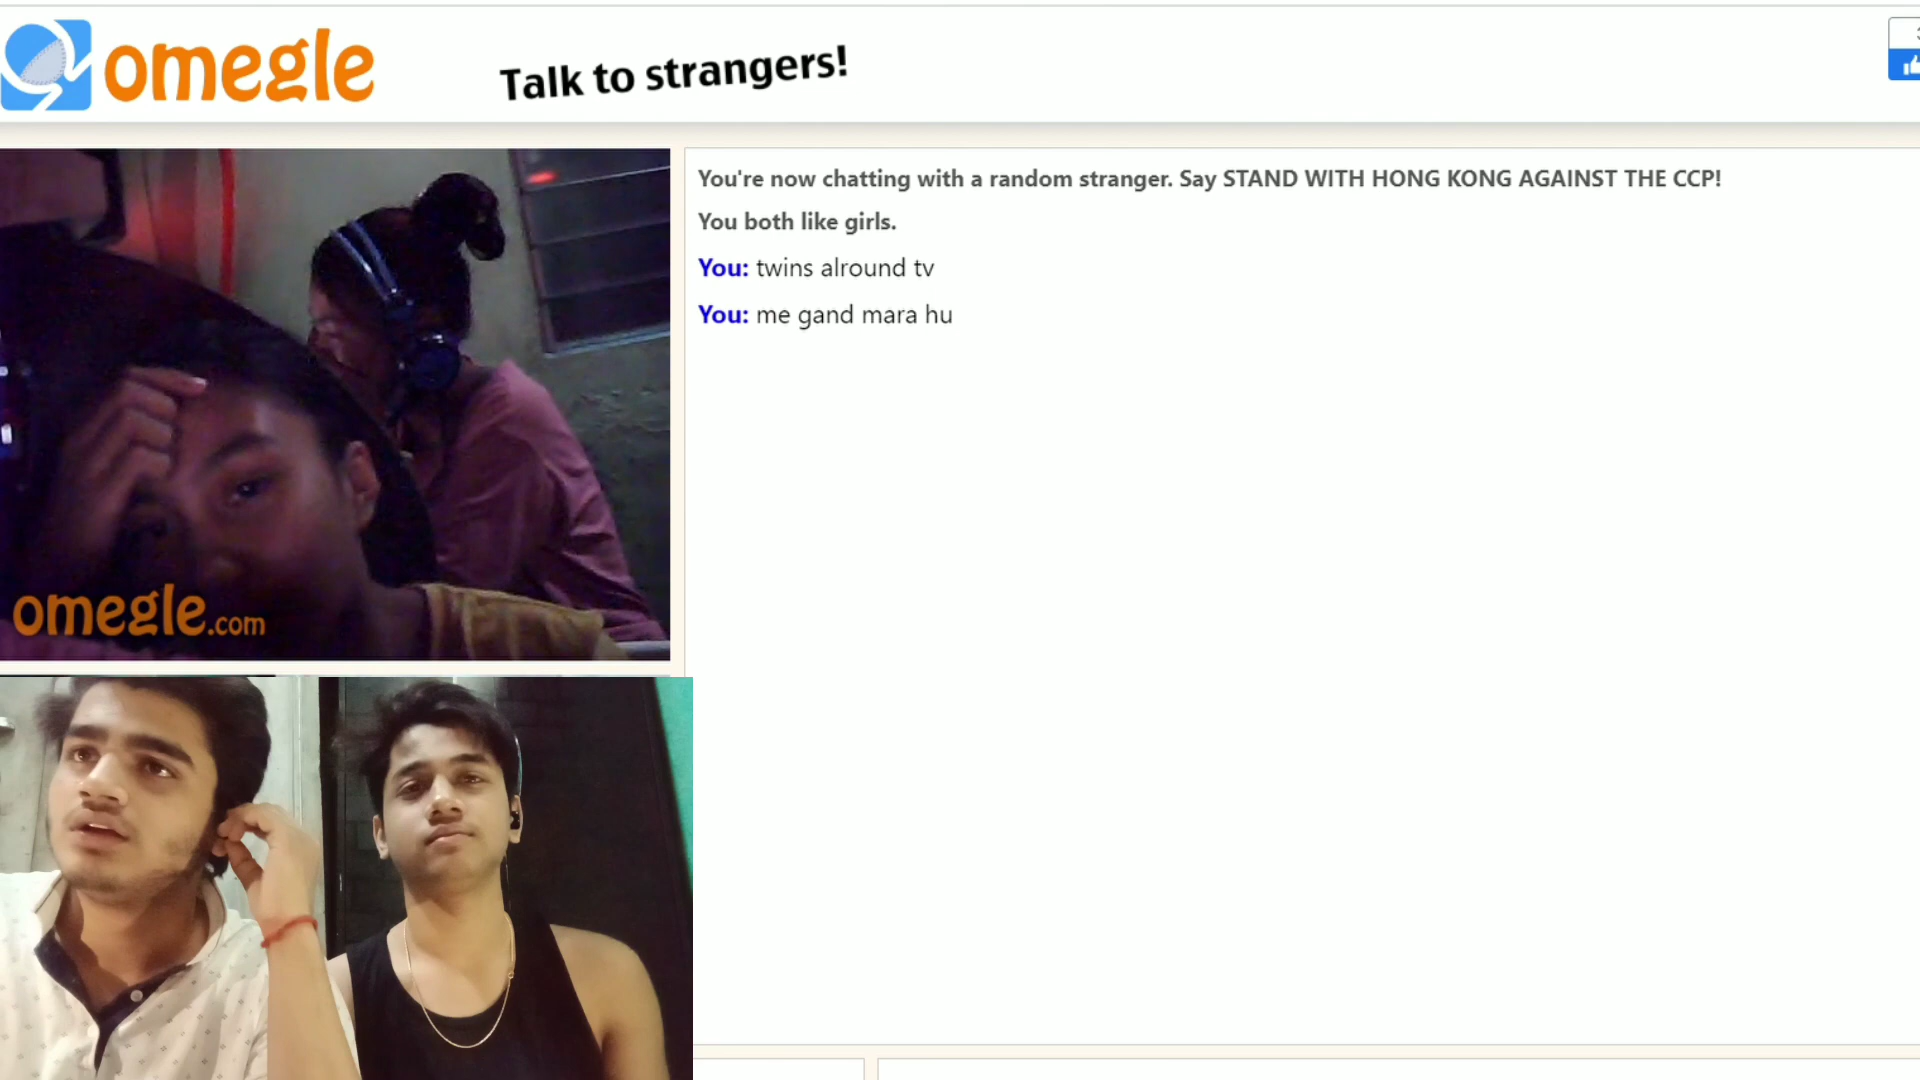 omegle
Talk to strangers!
You're now chatting with a random stranger. Say STAND WITH HONG KONG AGAINST THE CCP!
You both like girls.
You: twins alround tv
You: me gand mara hu
omegle.com